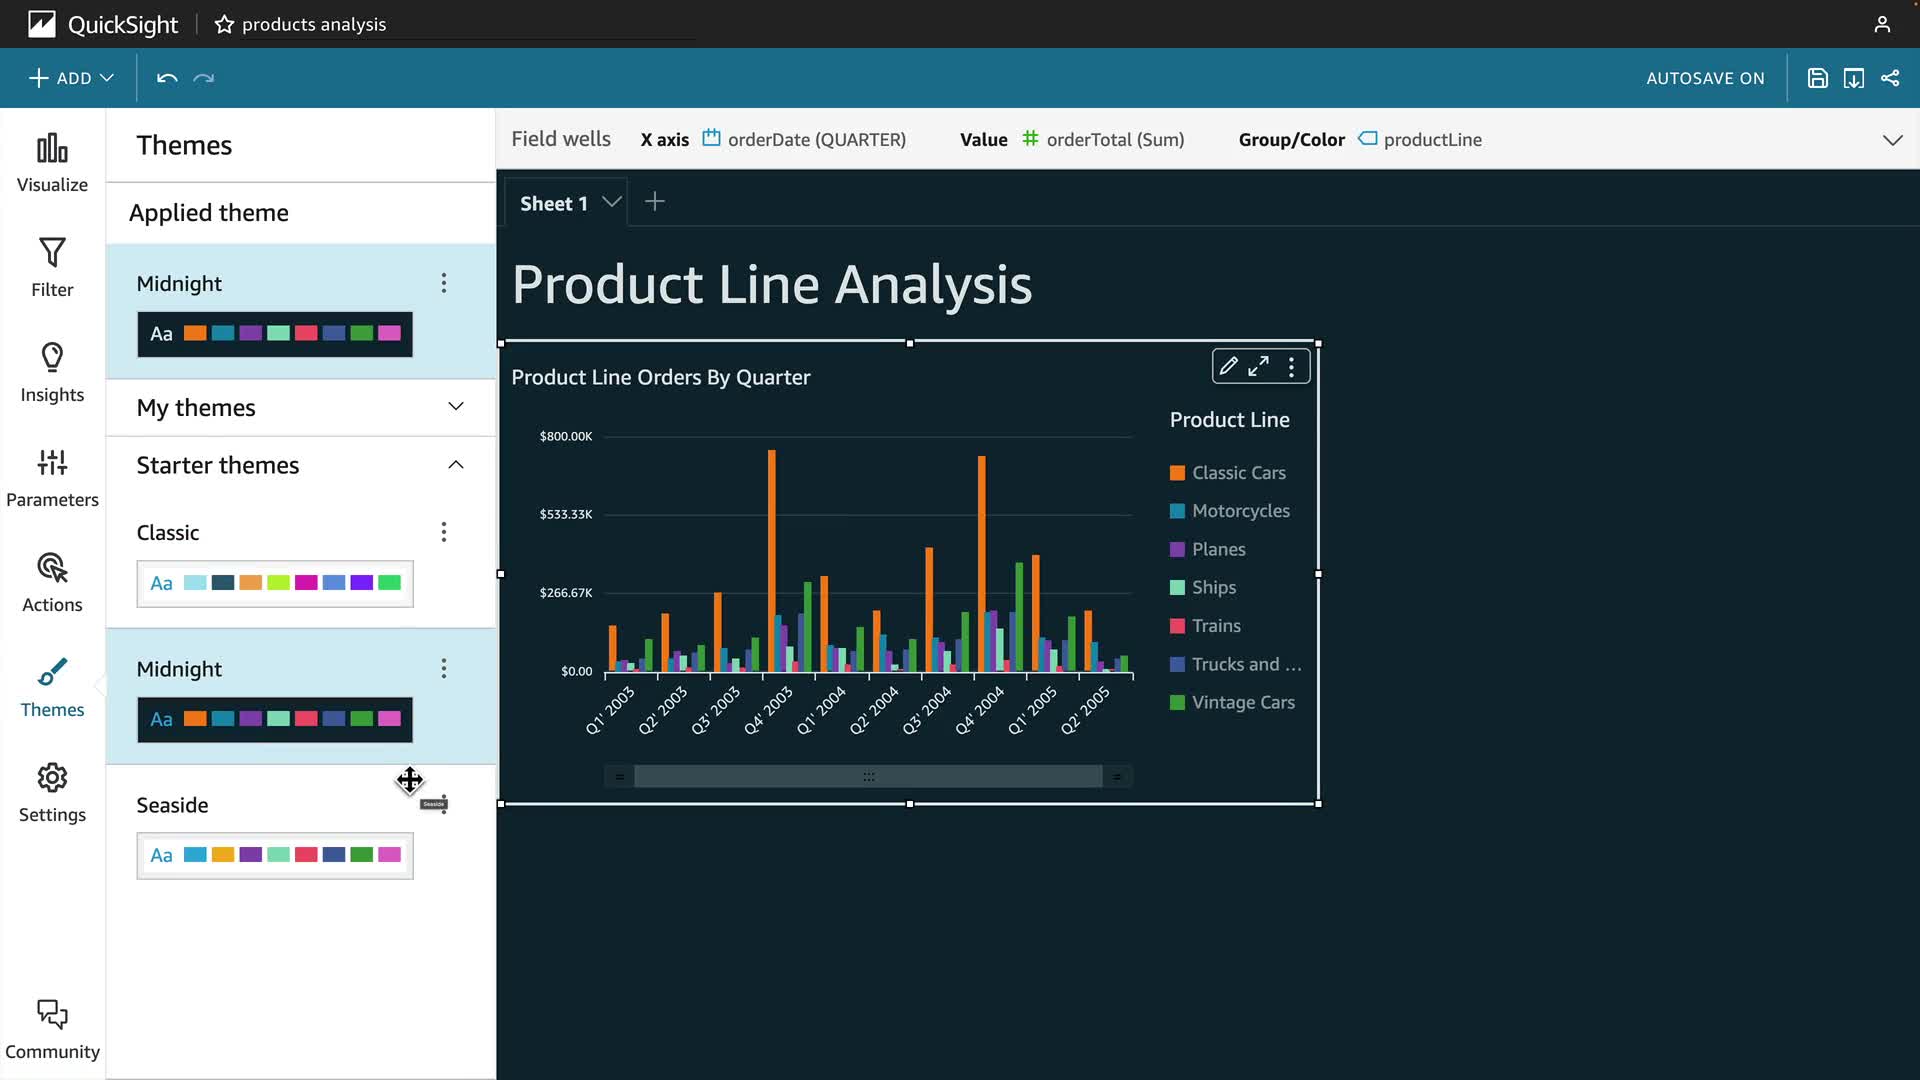 QuickSight
products analysis
ADD
AUTOSAVE ON
Visualize
Filter
Insights
Parameters
Actions
Themes
Settings
Community
Themes
Applied theme
Midnight
Aa
My themes
Starter themes
Classic
Aa
Midnight
Aa
Seaside
Seaside
Aa
Field wells
X axis orderDate (QUARTER)
Value orderTotal (Sum)
Group/Color productLine
Sheet 1
Product Line Analysis
Product Line Orders By Quarter
$800.00K
$533.33K
$266.67K
$0.00
Q1' 2003
Q2' 2003
Q3' 2003
Q4' 2003
Q1' 2004
Q2' 2004
Q3' 2004
Q4' 2004
Q1' 2005
Q2' 2005
Product Line
Classic Cars
Motorcycles
Planes
Ships
Trains
Trucks and ...
Vintage Cars